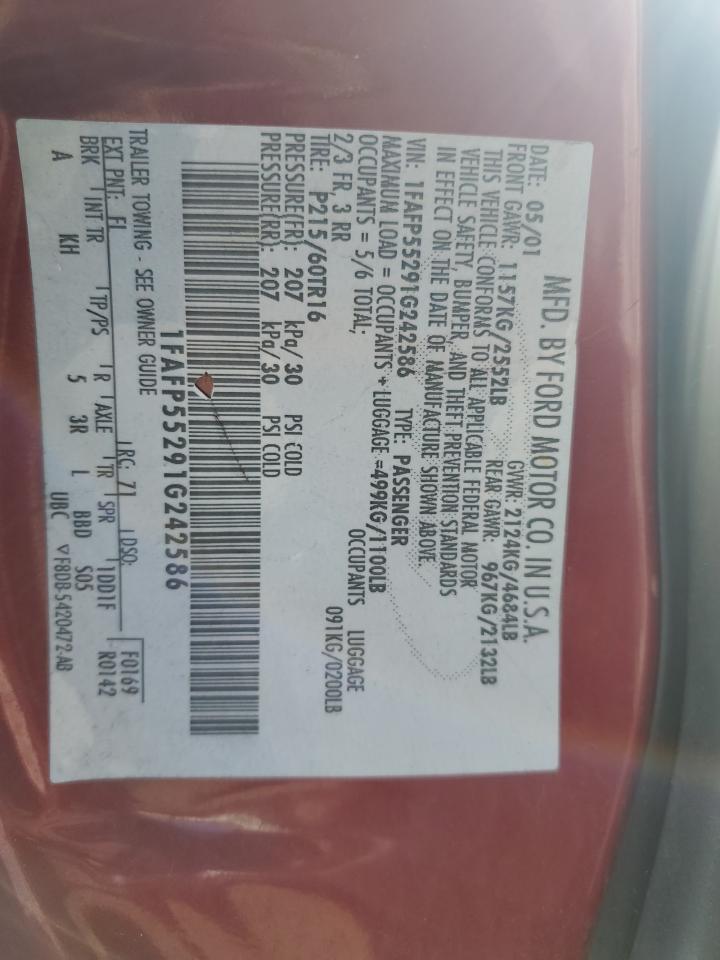 MFD. BY FORD MOTOR CO. IN U.S.A.
DATE: 05/01 GVWR: 2124KG/4684LB
FRONT GAWR: 1157KG/2552LB REAR GAWR: 967KG/2132LB
THIS VEHICLE CONFORMS TO ALL APPLICABLE FEDERAL MOTOR
VEHICLE SAFETY, BUMPER, AND THEFT PREVENTION STANDARDS
IN EFFECT ON THE DATE OF MANUFACTURE SHOWN ABOVE.
VIN: 1FAFP55291G242586 TYPE: PASSENGER
MAXIMUM LOAD = OCCUPANTS + LUGGAGE =499KG/1100LB
OCCUPANTS = 5/6 TOTAL; OCCUPANTS LUGGAGE
2/3 FR, 3 RR 091KG/0200LB
TIRE: P215/60TR16
PRESSURE(FR): 207 kPa/30 PSI COLD
PRESSURE(RR): 207 kPa/30 PSI COLD
1FAFP55291G242586
TRAILER TOWING - SEE OWNER GUIDE
EXT PNT: FL RC: 71 DSO: F0169
BRK INT TR TP/PS R AXLE TR SPR 1DD1F R0142
A KH 5 3R L BBD S05
UBC ▽F8DB-5420472-AB